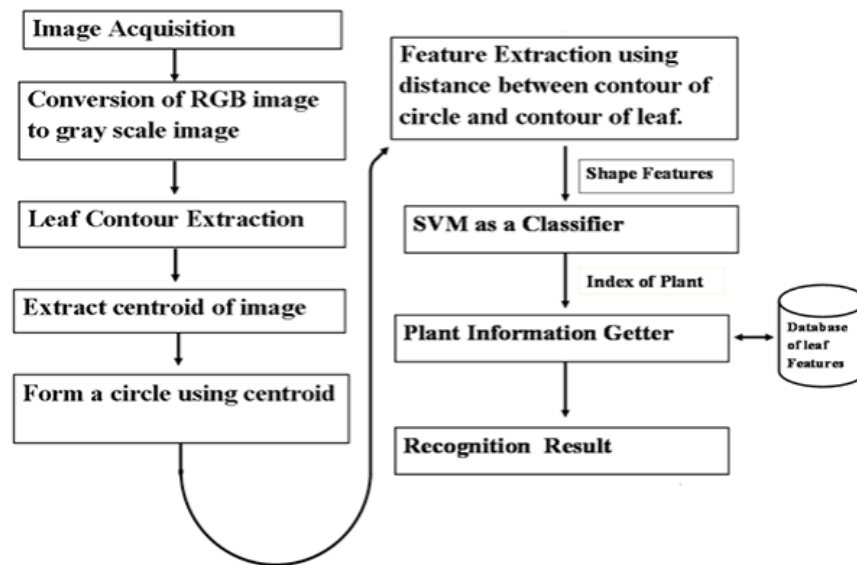 Image Acquisition
Conversion of RGB image
to gray scale image
Leaf Contour Extraction
Extract centroid of image
Form a circle using centroid
Feature Extraction using
distance between contour of
circle and contour of leaf.
Shape Features
SVM as a Classifier
Index of Plant
Plant Information Getter
Database
of leaf
Features
Recognition Result